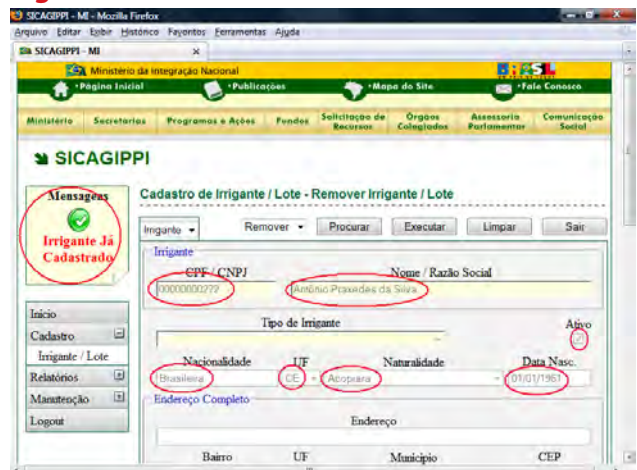 SICAGIPPI - MI - Mozilla Firefox
Arquivo Editar Exibir Histórico Favoritos Ferramentas Ajuda
SICAGIPPI - MI ×
Ministério da Integração Nacional
Página Inicial Publicações Mapa do Site Fale Conosco
Ministério Secretarias Programas e Ações Fundos Solicitação de Recursos Órgãos Colegiados Assessoria Parlamentar Comunicação Social
SICAGIPPI
Mensagens
Irrigante Já
Cadastrado
Início
Cadastro
Irrigante / Lote
Relatórios
Manutenção
Logout
Cadastro de Irrigante / Lote - Remover Irrigante / Lote
Irrigante Remover Procurar Executar Limpar Sair
Irrigante
CPF / CNPJ Nome / Razão Social
Antônio Praxedes da Silva
Tipo de Irrigante Ativo
Nacionalidade UF Naturalidade Data Nasc.
Brasileira CE Acopiara 01/01/1961
Endereço Completo
Endereço
Bairro UF Município CEP